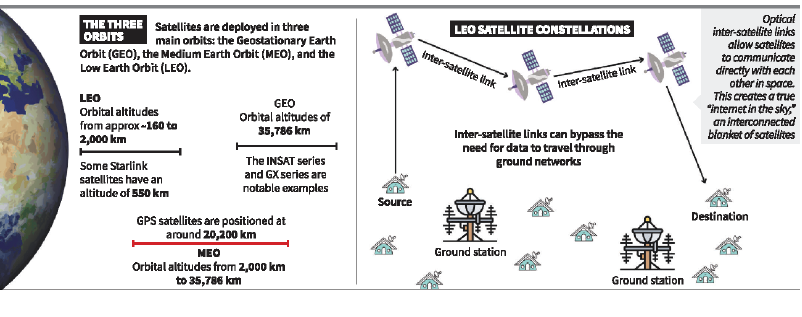 THE THREE
ORBITS
Satellites are deployed in three
main orbits: the Geostationary Earth
Orbit (GEO), the Medium Earth Orbit (MEO), and the
Low Earth Orbit (LEO).
LEO
Orbital altitudes
from approx ~160 to
2,000 km
Some Starlink
satellites have an
altitude of 550 km
GEO
Orbital altitudes of
35,786 km
The INSAT series
and GX series are
notable examples
GPS satellites are positioned at
around 20,200 km
MEO
Orbital altitudes from 2,000 km
to 35,786 km
LEO SATELLITE CONSTELLATIONS
Inter-satellite link
Inter-satellite link
Inter-satellite links can bypass the
need for data to travel through
ground networks
Source
Ground station
Destination
Ground station
Optical
inter-satellite links
allow satellites
to communicate
directly with each
other in space.
This creates a true
"internet in the sky,"
an interconnected
blanket of satellites